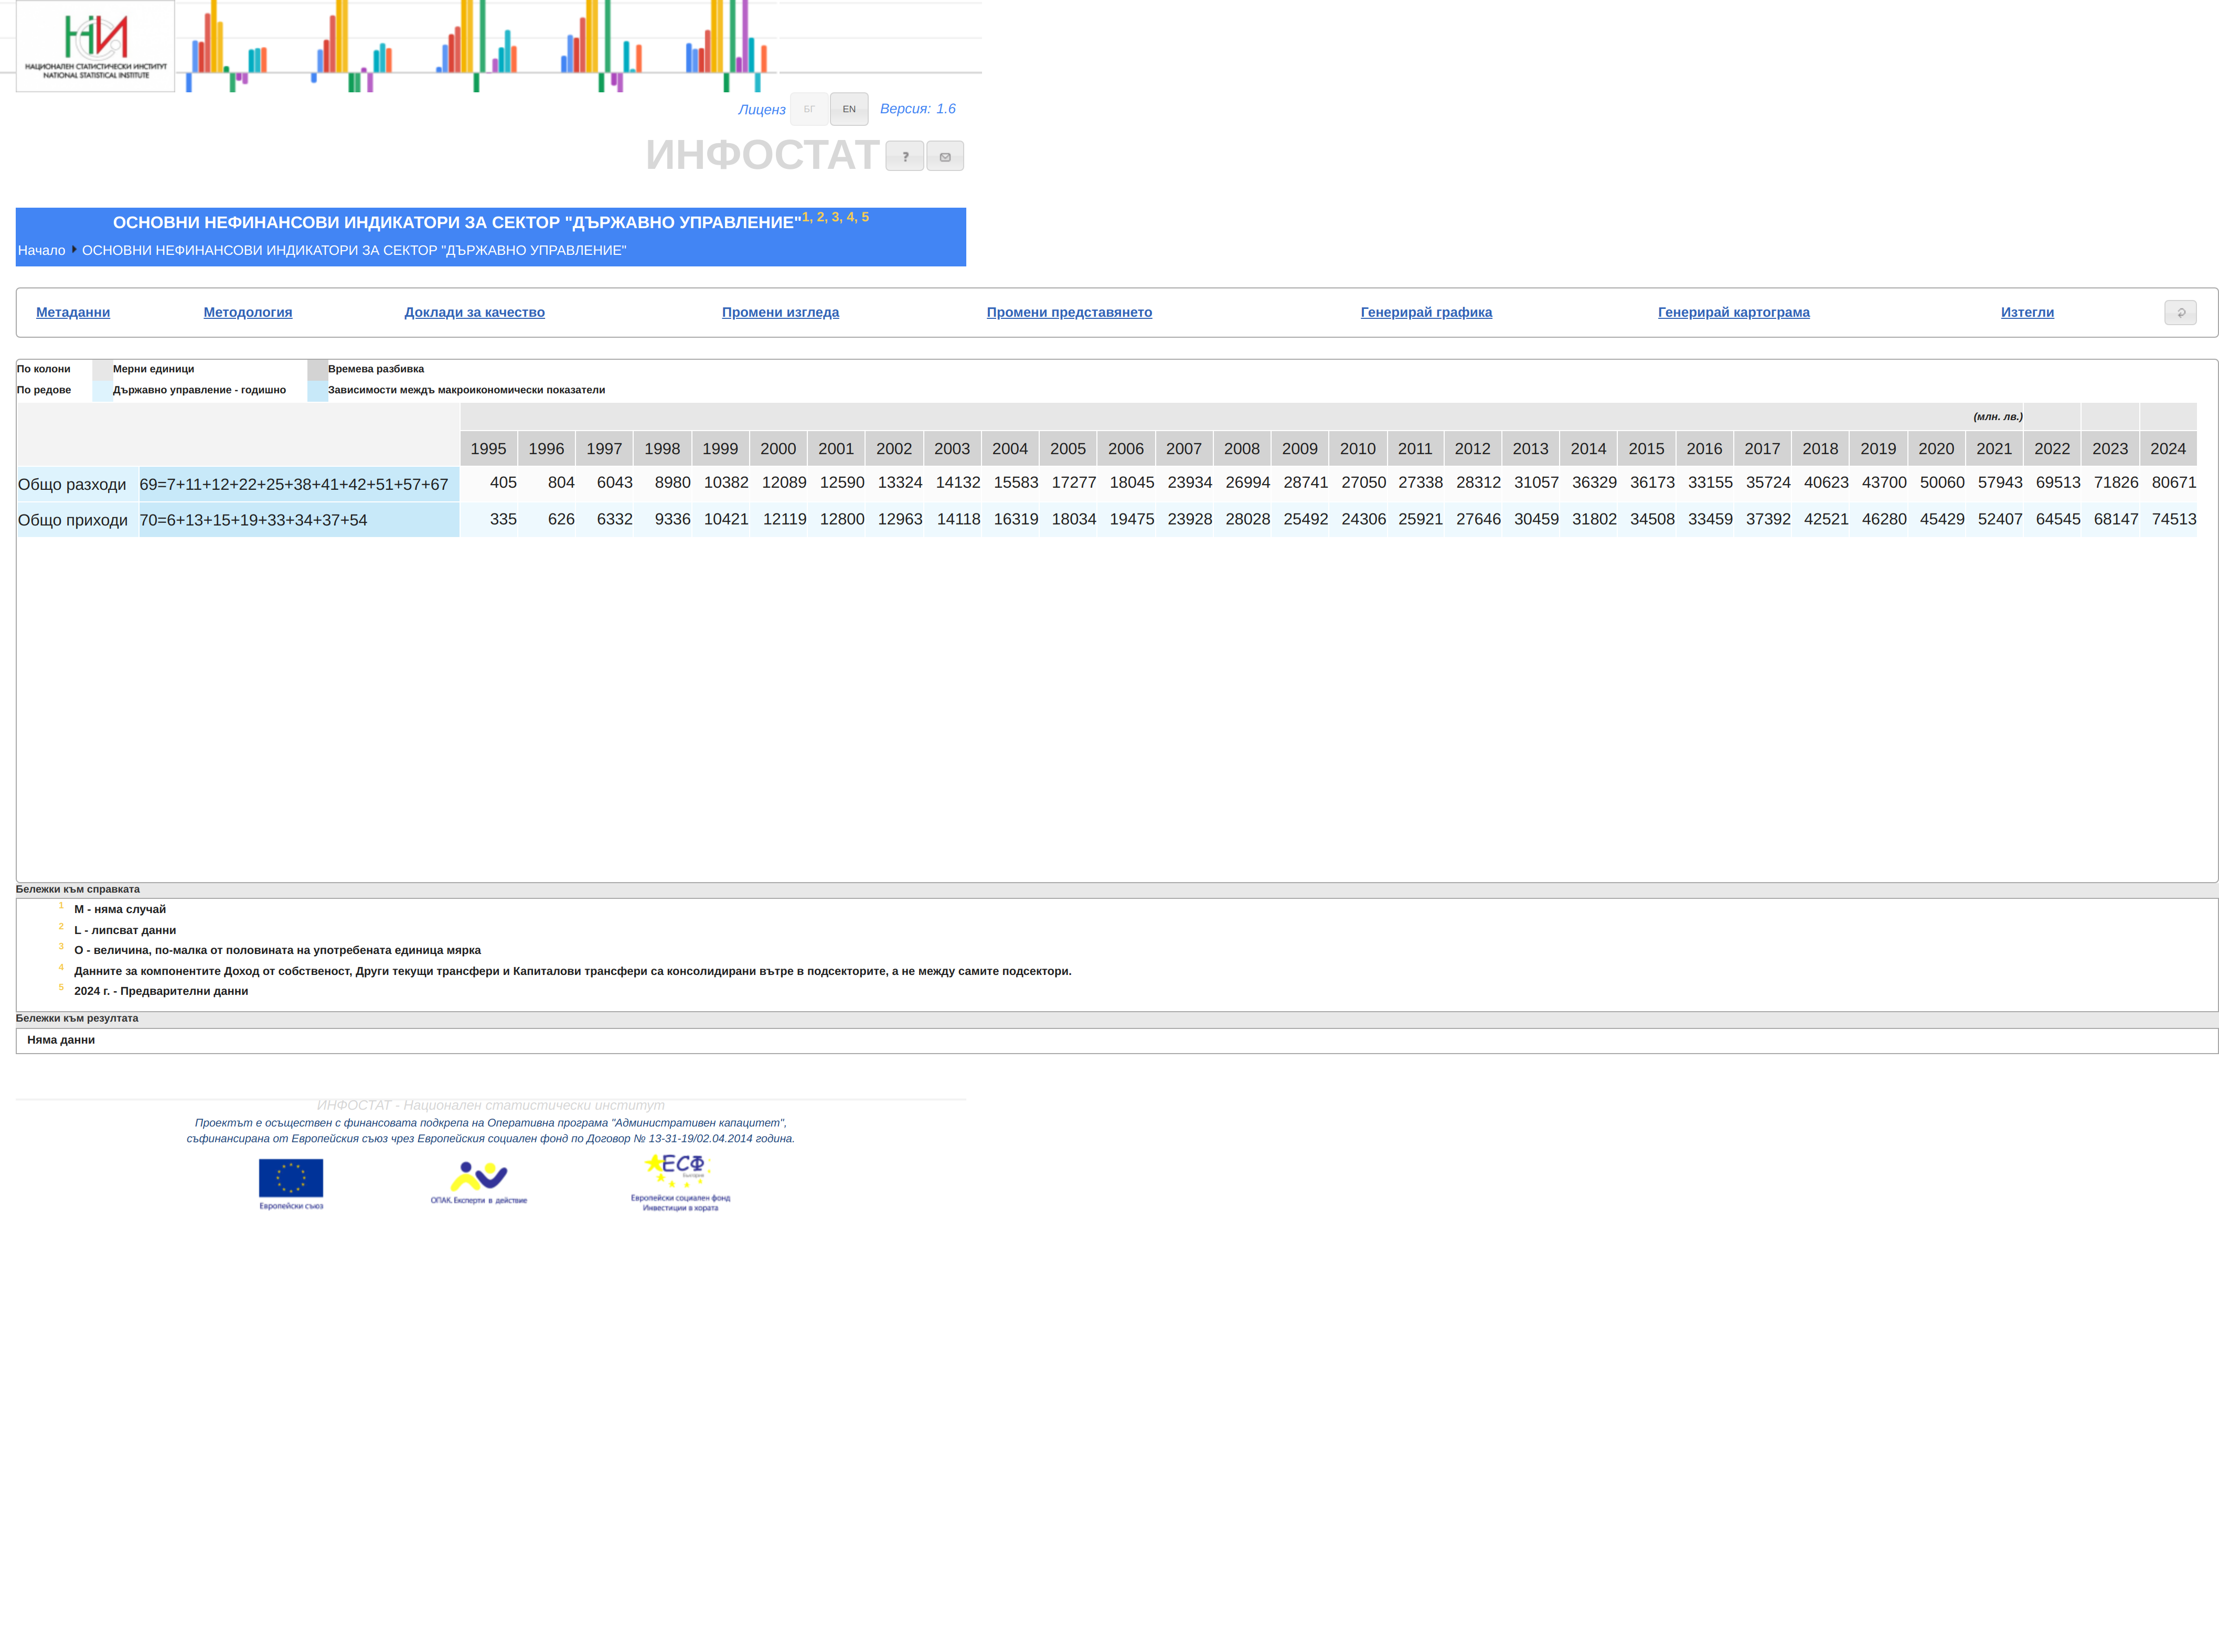 НАЦИОНАЛЕН СТАТИСТИЧЕСКИ ИНСТИТУТ
NATIONAL STATISTICAL INSTITUTE
Лиценз БГ EN Версия: 1.6
ИНФОСТАТ ?
ОСНОВНИ НЕФИНАНСОВИ ИНДИКАТОРИ ЗА СЕКТОР "ДЪРЖАВНО УПРАВЛЕНИЕ"1, 2, 3, 4, 5
Начало ОСНОВНИ НЕФИНАНСОВИ ИНДИКАТОРИ ЗА СЕКТОР "ДЪРЖАВНО УПРАВЛЕНИЕ"
Метаданни Методология Доклади за качество Промени изгледа Промени представянето Генерирай графика Генерирай картограма Изтегли
По колони Мерни единици Времева разбивка
По редове Държавно управление - годишно Зависимости междъ макроикономически показатели
(млн. лв.)
1995 1996 1997 1998 1999 2000 2001 2002 2003 2004 2005 2006 2007 2008 2009 2010 2011 2012 2013 2014 2015 2016 2017 2018 2019 2020 2021 2022 2023 2024
Общо разходи 69=7+11+12+22+25+38+41+42+51+57+67 405 804 6043 8980 10382 12089 12590 13324 14132 15583 17277 18045 23934 26994 28741 27050 27338 28312 31057 36329 36173 33155 35724 40623 43700 50060 57943 69513 71826 80671
Общо приходи 70=6+13+15+19+33+34+37+54 335 626 6332 9336 10421 12119 12800 12963 14118 16319 18034 19475 23928 28028 25492 24306 25921 27646 30459 31802 34508 33459 37392 42521 46280 45429 52407 64545 68147 74513
Бележки към справката
1 М - няма случай
2 L - липсват данни
3 О - величина, по-малка от половината на употребената единица мярка
4 Данните за компонентите Доход от собственост, Други текущи трансфери и Капиталови трансфери са консолидирани вътре в подсекторите, а не между самите подсектори.
5 2024 г. - Предварителни данни
Бележки към резултата
Няма данни
ИНФОСТАТ - Национален статистически институт
Проектът е осъществен с финансовата подкрепа на Оперативна програма "Административен капацитет",
съфинансирана от Европейския съюз чрез Европейския социален фонд по Договор № 13-31-19/02.04.2014 година.
ЕСФ
България
Европейски съюз ОПАК. Експерти в действие Европейски социален фонд
Инвестиции в хората